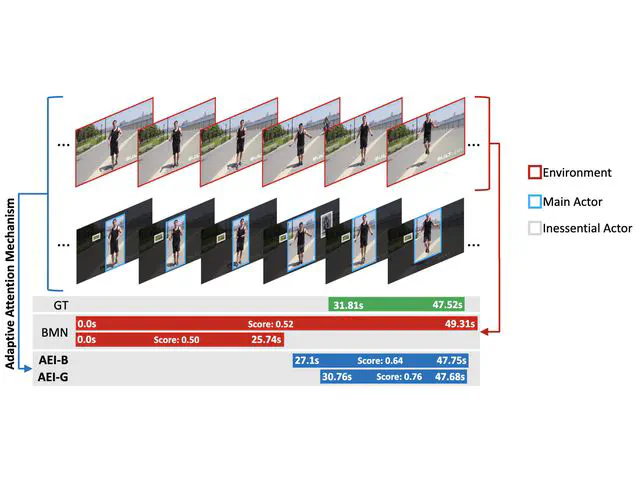 Adaptive Attention Mechanism
...
...
...
...
Environment
Main Actor
Inessential Actor
GT
31.81s
47.52s
BMN
0.0s
Score: 0.52
49.31s
0.0s
Score: 0.50
25.74s
AEI-B
27.1s
Score: 0.64
47.75s
AEI-G
30.76s
Score: 0.76
47.68s